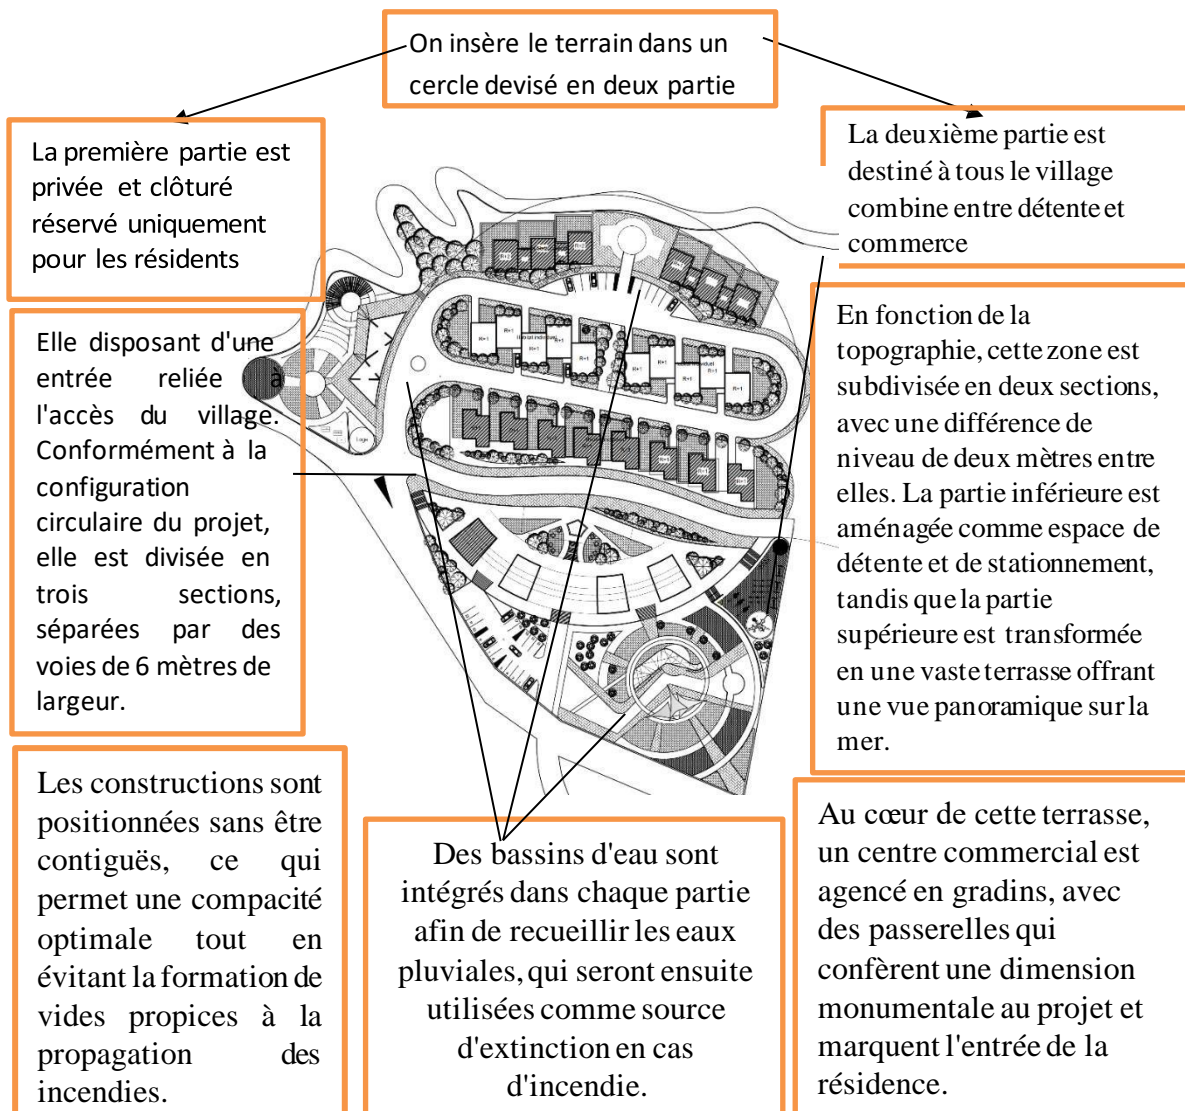 On insère le terrain dans un
cercle devisé en deux partie
La première partie est
privée et clôturé
réservé uniquement
pour les résidents
La deuxième partie est
destiné à tous le village
combine entre détente et
commerce
Elle disposant d'une
entrée reliée à
l'accès du village.
Conformément à la
configuration
circulaire du projet,
elle est divisée en
trois sections,
séparées par des
voies de 6 mètres de
largeur.
En fonction de la
topographie, cette zone est
subdivisée en deux sections,
avec une différence de
niveau de deux mètres entre
elles. La partie inférieure est
aménagée comme espace de
détente et de stationnement,
tandis que la partie
supérieure est transformée
en une vaste terrasse offrant
une vue panoramique sur la
mer.
R+1
R+1
R+1
R+1
R+1
R+1
R+1
R+1
Loge
Les constructions sont
positionnées sans être
contiguës, ce qui
permet une compacité
optimale tout en
évitant la formation de
vides propices à la
propagation des
incendies.
Des bassins d'eau sont
intégrés dans chaque partie
afin de recueillir les eaux
pluviales, qui seront ensuite
utilisées comme source
d'extinction en cas
d'incendie.
Au cœur de cette terrasse,
un centre commercial est
agencé en gradins, avec
des passerelles qui
confèrent une dimension
monumentale au projet et
marquent l'entrée de la
résidence.